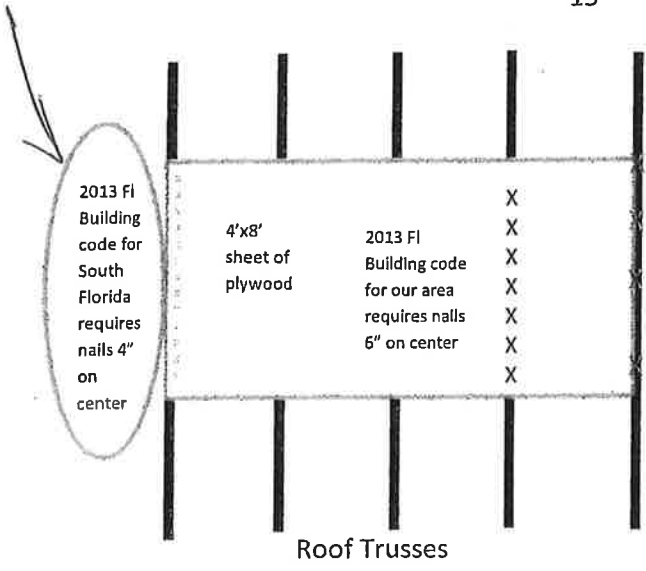 2013 Fl
Building
code for
South
Florida
requires
nails 4"
on
center
4'x8'
sheet of
plywood
2013 Fl
Building code
for our area
requires nails
6" on center
X
X
X
X
X
X
X
X
X
X
X
Roof Trusses